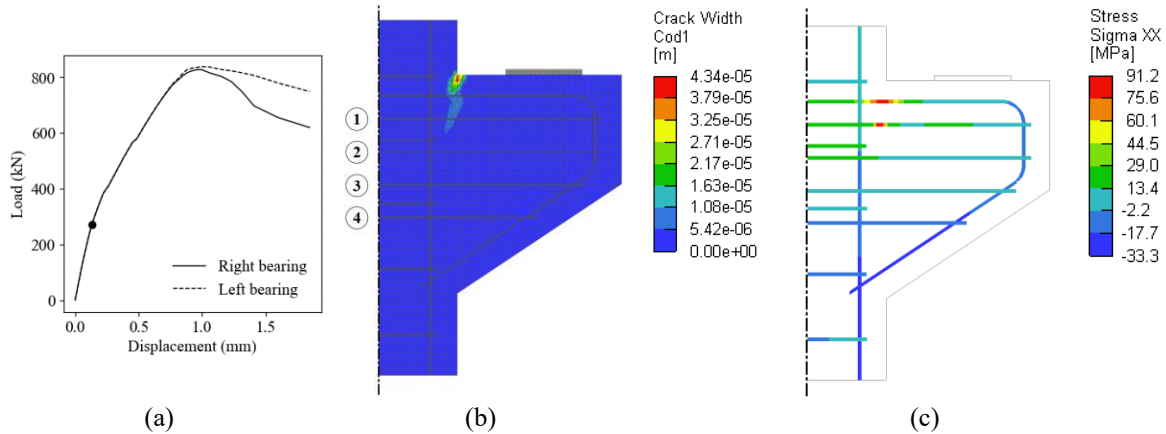 800
600
400
200
0
Load (kN)
Right bearing
Left bearing
0.0 0.5 1.0 1.5
Displacement (mm)
(a)
1
2
3
4
Crack Width
Cod1
[m]
4.34e-05
3.79e-05
3.25e-05
2.71e-05
2.17e-05
1.63e-05
1.08e-05
5.42e-06
0.00e+00
(b)
Stress
Sigma XX
[MPa]
91.2
75.6
60.1
44.5
29.0
13.4
-2.2
-17.7
-33.3
(c)